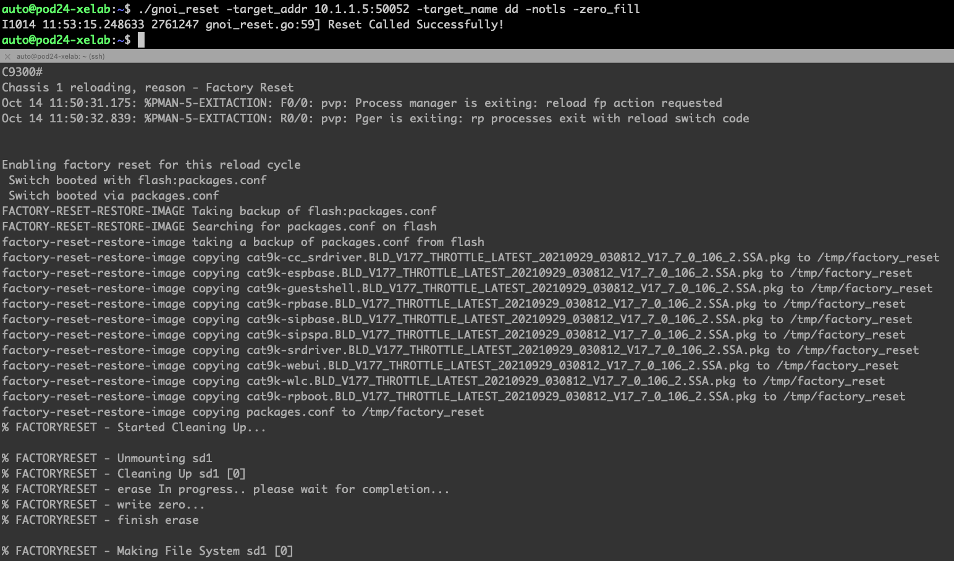 auto@pod24-xelab:~$ ./gnoi_reset -target_addr 10.1.1.5:50052 -target_name dd -notls -zero_fill
I1014 11:53:15.248633 2761247 gnoi_reset.go:59] Reset Called Successfully!
auto@pod24-xelab:~$
auto@pod24-xelab: ~ (ssh)
C9300#
Chassis 1 reloading, reason - Factory Reset
Oct 14 11:50:31.175: %PMAN-5-EXITACTION: F0/0: pvp: Process manager is exiting: reload fp action requested
Oct 14 11:50:32.839: %PMAN-5-EXITACTION: R0/0: pvp: Pger is exiting: rp processes exit with reload switch code
Enabling factory reset for this reload cycle
Switch booted with flash:packages.conf
Switch booted via packages.conf
FACTORY-RESET-RESTORE-IMAGE Taking backup of flash:packages.conf
FACTORY-RESET-RESTORE-IMAGE Searching for packages.conf on flash
factory-reset-restore-image taking a backup of packages.conf from flash
factory-reset-restore-image copying cat9k-cc_srdriver.BLD_V177_THROTTLE_LATEST_20210929_030812_V17_7_0_106_2.SSA.pkg to /tmp/factory_reset
factory-reset-restore-image copying cat9k-espbase.BLD_V177_THROTTLE_LATEST_20210929_030812_V17_7_0_106_2.SSA.pkg to /tmp/factory_reset
factory-reset-restore-image copying cat9k-guestshell.BLD_V177_THROTTLE_LATEST_20210929_030812_V17_7_0_106_2.SSA.pkg to /tmp/factory_reset
factory-reset-restore-image copying cat9k-rpbase.BLD_V177_THROTTLE_LATEST_20210929_030812_V17_7_0_106_2.SSA.pkg to /tmp/factory_reset
factory-reset-restore-image copying cat9k-sipbase.BLD_V177_THROTTLE_LATEST_20210929_030812_V17_7_0_106_2.SSA.pkg to /tmp/factory_reset
factory-reset-restore-image copying cat9k-sipspa.BLD_V177_THROTTLE_LATEST_20210929_030812_V17_7_0_106_2.SSA.pkg to /tmp/factory_reset
factory-reset-restore-image copying cat9k-srdriver.BLD_V177_THROTTLE_LATEST_20210929_030812_V17_7_0_106_2.SSA.pkg to /tmp/factory_reset
factory-reset-restore-image copying cat9k-webui.BLD_V177_THROTTLE_LATEST_20210929_030812_V17_7_0_106_2.SSA.pkg to /tmp/factory_reset
factory-reset-restore-image copying cat9k-wlc.BLD_V177_THROTTLE_LATEST_20210929_030812_V17_7_0_106_2.SSA.pkg to /tmp/factory_reset
factory-reset-restore-image copying cat9k-rpboot.BLD_V177_THROTTLE_LATEST_20210929_030812_V17_7_0_106_2.SSA.pkg to /tmp/factory_reset
factory-reset-restore-image copying packages.conf to /tmp/factory_reset
% FACTORYRESET - Started Cleaning Up...
% FACTORYRESET - Unmounting sd1
% FACTORYRESET - Cleaning Up sd1 [0]
% FACTORYRESET - erase In progress.. please wait for completion...
% FACTORYRESET - write zero...
% FACTORYRESET - finish erase
% FACTORYRESET - Making File System sd1 [0]